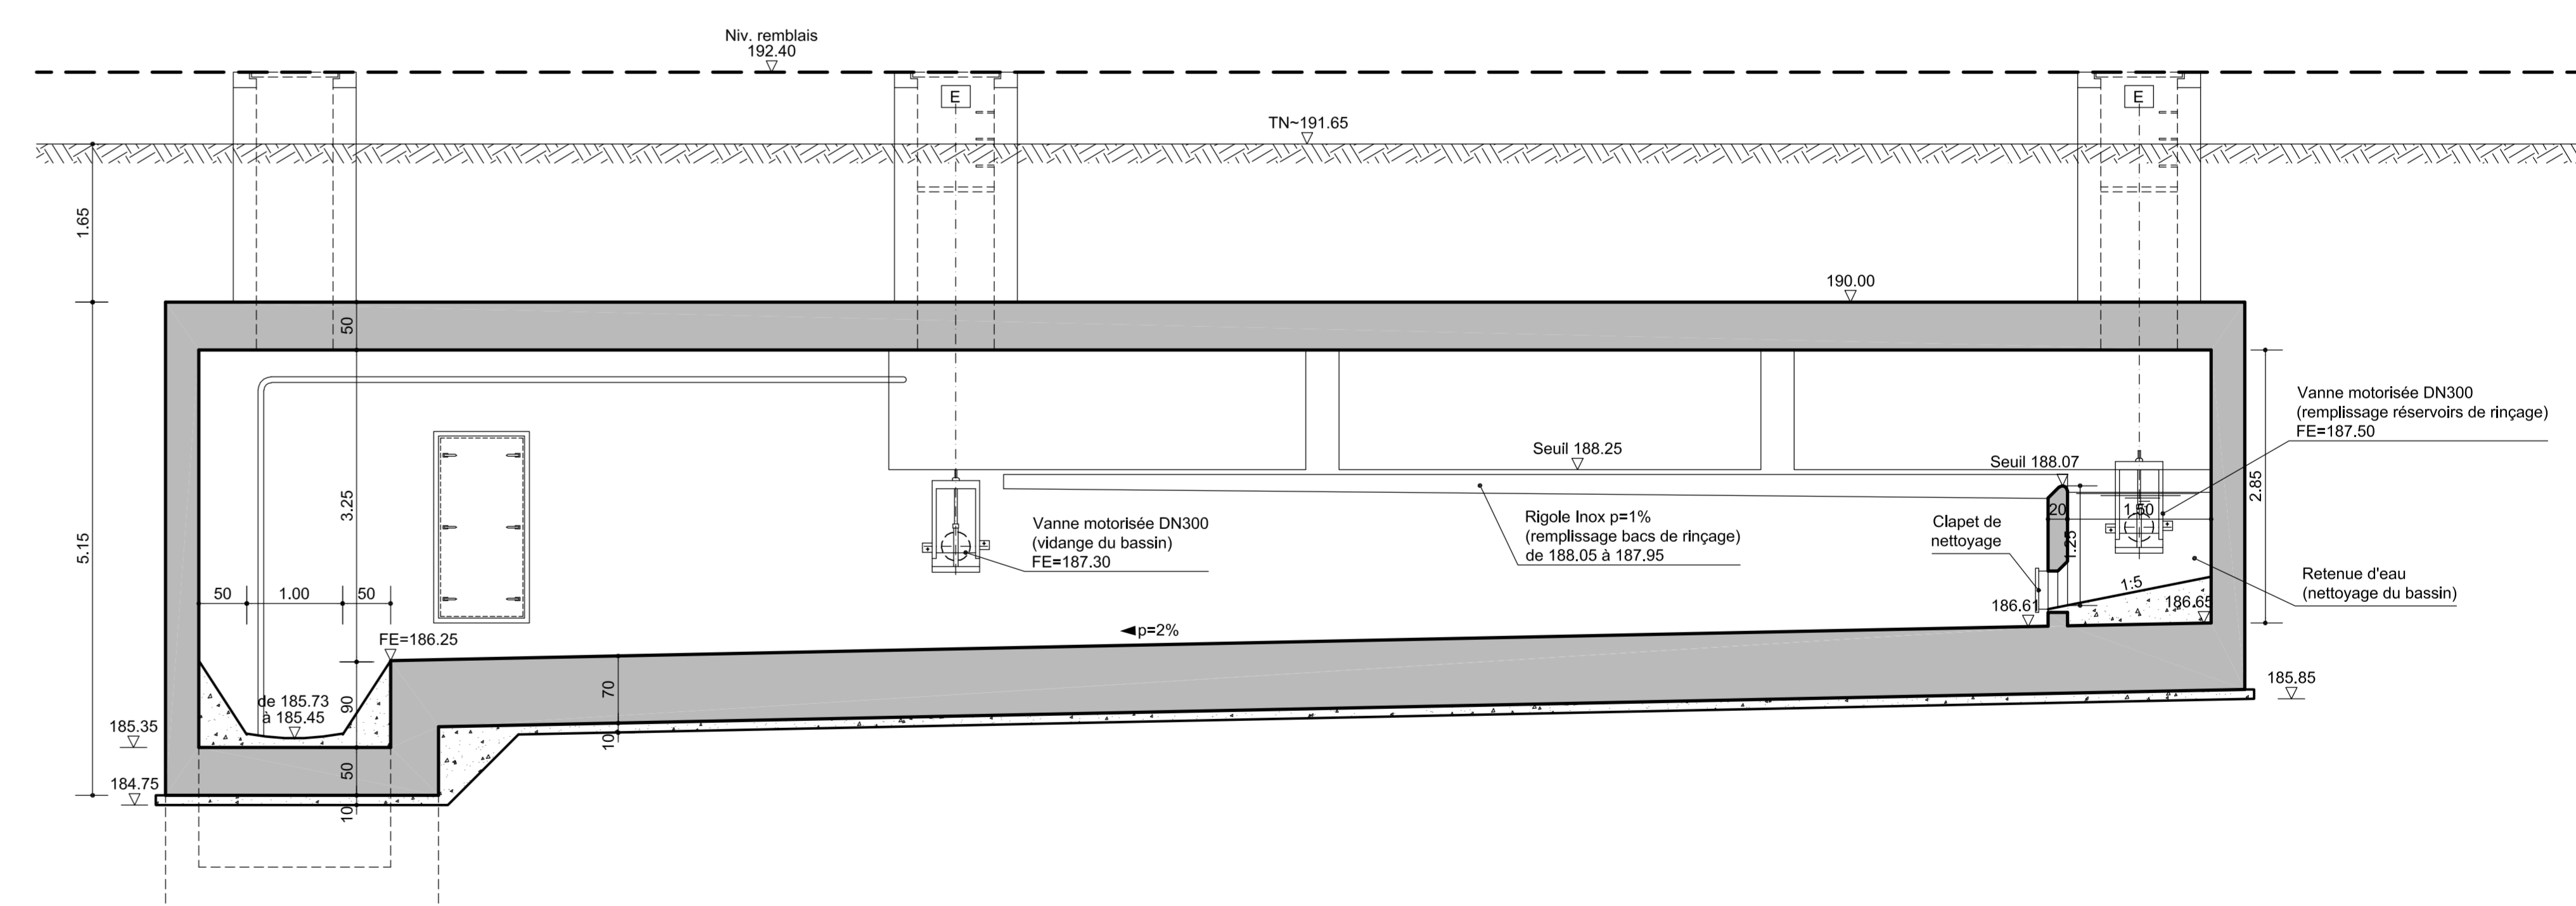 Niv. remblais
192.40
E
E
TN~191.65
1.65
190.00
50
Vanne motorisée DN300
(remplissage réservoirs de rinçage)
FE=187.50
Seuil 188.25
Seuil 188.07
2.85
3.25
5.15
Vanne motorisée DN300
(vidange du bassin)
FE=187.30
Rigole Inox p=1%
(remplissage bacs de rinçage)
de 188.05 à 187.95
Clapet de
nettoyage
20
1.50
1.25
1:5
Retenue d'eau
(nettoyage du bassin)
50
1.00
50
186.61
186.65
p=2%
FE=186.25
70
10
185.85
de 185.73
à 185.45
90
185.35
50
184.75
10